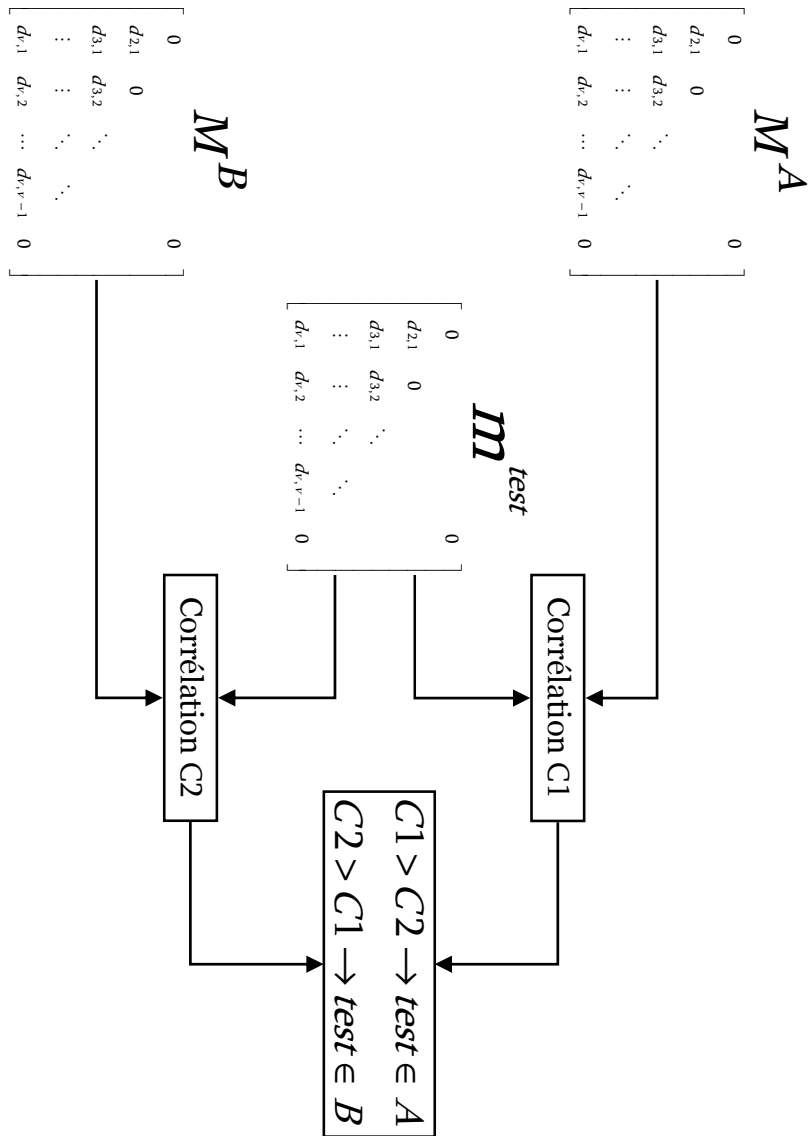 M^A
0 0
d_{2,1} 0
d_{3,1} d_{3,2} ⋱
⋮ ⋮ ⋱ ⋱
d_{v,1} d_{v,2} ⋯ d_{v,v−1} 0
Corrélation C1
m^{test}
0 0
d_{2,1} 0
d_{3,1} d_{3,2} ⋱
⋮ ⋮ ⋱ ⋱
d_{v,1} d_{v,2} ⋯ d_{v,v−1} 0
C1 > C2 → test ∈ A
C2 > C1 → test ∈ B
M^B
0 0
d_{2,1} 0
d_{3,1} d_{3,2} ⋱
⋮ ⋮ ⋱ ⋱
d_{v,1} d_{v,2} ⋯ d_{v,v−1} 0
Corrélation C2